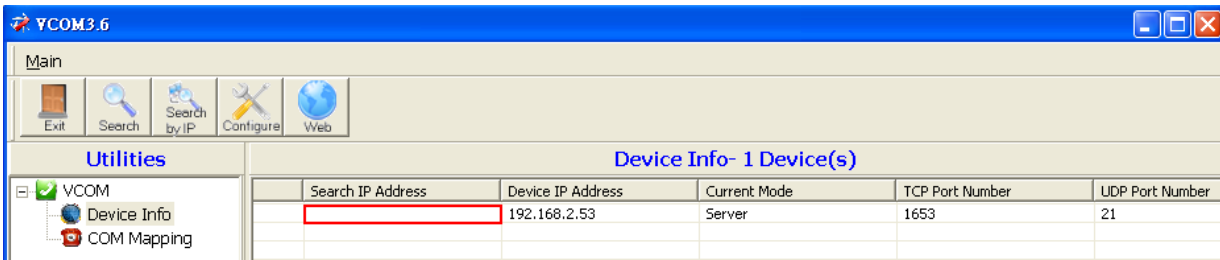 VCOM3.6
Main
Exit
Search
Search by IP
Configure
Web
Utilities
Device Info- 1 Device(s)
VCOM
Device Info
COM Mapping
Search IP Address Device IP Address Current Mode TCP Port Number UDP Port Number
192.168.2.53 Server 1653 21